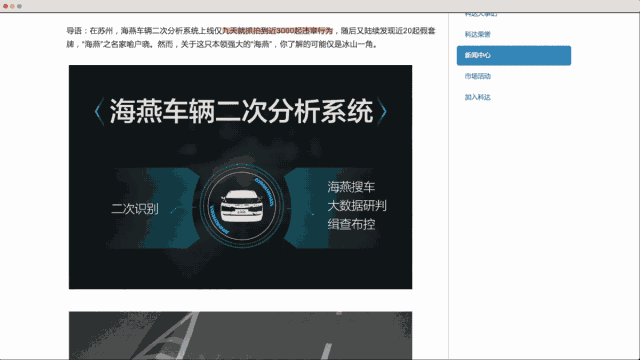 导语：在苏州，海燕车辆二次分析系统上线仅九天就抓拍到近3000起违章行为，随后又陆续发现近20起假套
牌，“海燕”之名家喻户晓。然而，关于这只本领强大的“海燕”，你了解的可能仅是冰山一角。
海燕车辆二次分析系统
二次识别
海燕搜车
大数据研判
缉查布控
科达大事记
科达荣誉
新闻中心
市场活动
加入科达